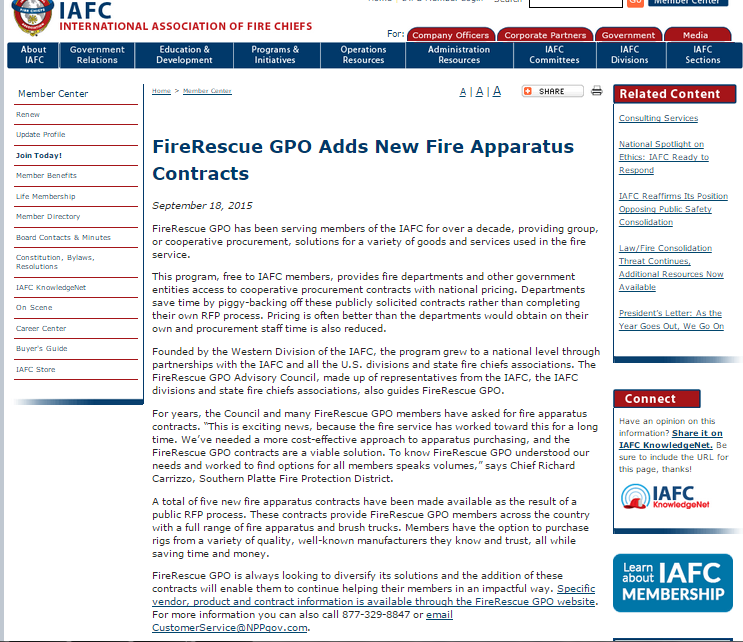 IAFC
INTERNATIONAL ASSOCIATION OF FIRE CHIEFS
Search
Go
Member Center
For:
Company Officers
Corporate Partners
Government
Media
About
IAFC
Government
Relations
Education &
Development
Programs &
Initiatives
Operations
Resources
Administration
Resources
IAFC
Committees
IAFC
Divisions
IAFC
Sections
Member Center
Renew
Update Profile
Join Today!
Member Benefits
Life Membership
Member Directory
Board Contacts & Minutes
Constitution, Bylaws,
Resolutions
IAFC KnowledgeNet
On Scene
Career Center
Buyer's Guide
IAFC Store
Home > Member Center
A | A | A
SHARE
FireRescue GPO Adds New Fire Apparatus
Contracts
September 18, 2015
FireRescue GPO has been serving members of the IAFC for over a decade, providing group,
or cooperative procurement, solutions for a variety of goods and services used in the fire
service.
This program, free to IAFC members, provides fire departments and other government
entities access to cooperative procurement contracts with national pricing. Departments
save time by piggy-backing off these publicly solicited contracts rather than completing
their own RFP process. Pricing is often better than the departments would obtain on their
own and procurement staff time is also reduced.
Founded by the Western Division of the IAFC, the program grew to a national level through
partnerships with the IAFC and all the U.S. divisions and state fire chiefs associations. The
FireRescue GPO Advisory Council, made up of representatives from the IAFC, the IAFC
divisions and state fire chiefs associations, also guides FireRescue GPO.
For years, the Council and many FireRescue GPO members have asked for fire apparatus
contracts. "This is exciting news, because the fire service has worked toward this for a long
time. We've needed a more cost-effective approach to apparatus purchasing, and the
FireRescue GPO contracts are a viable solution. To know FireRescue GPO understood our
needs and worked to find options for all members speaks volumes," says Chief Richard
Carrizzo, Southern Platte Fire Protection District.
A total of five new fire apparatus contracts have been made available as the result of a
public RFP process. These contracts provide FireRescue GPO members across the country
with a full range of fire apparatus and brush trucks. Members have the option to purchase
rigs from a variety of quality, well-known manufacturers they know and trust, all while
saving time and money.
FireRescue GPO is always looking to diversify its solutions and the addition of these
contracts will enable them to continue helping their members in an impactful way. Specific
vendor, product and contract information is available through the FireRescue GPO website.
For more information you can also call 877-329-8847 or email
CustomerService@NPPgov.com.
Related Content
Consulting Services
National Spotlight on
Ethics: IAFC Ready to
Respond
IAFC Reaffirms Its Position
Opposing Public Safety
Consolidation
Law/Fire Consolidation
Threat Continues,
Additional Resources Now
Available
President's Letter: As the
Year Goes Out, We Go On
Connect
Have an opinion on this
information? Share it on
IAFC KnowledgeNet. Be
sure to include the URL for
this page, thanks!
IAFC
KnowledgeNet
Learn
about IAFC
MEMBERSHIP